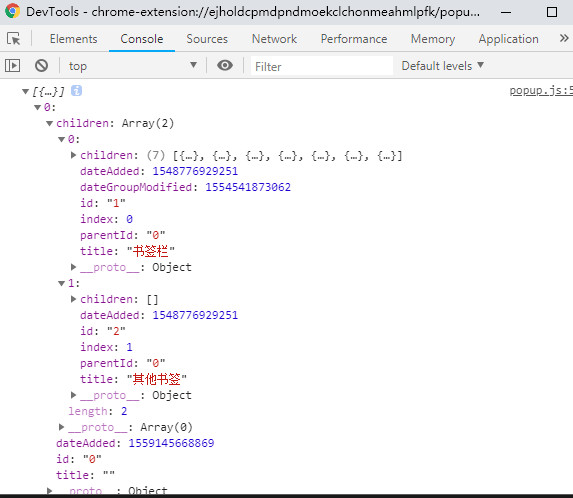 DevTools - chrome-extension://ejholdcpmdpndmoekclchonmeahmlpfk/popu...
Elements Console Sources Performance Memory Application »
top Filter Default levels
[{…}] popup.js:5
0:
children: Array(2)
0:
children: (7) [{…}, {…}, {…}, {…}, {…}, {…}, {…}]
dateAdded: 1548776929251
dateGroupModified: 1554541873062
id: "1"
index: 0
parentId: "0"
title: "书签栏"
__proto__: Object
1:
children: []
dateAdded: 1548776929251
id: "2"
index: 1
parentId: "0"
title: "其他书签"
__proto__: Object
length: 2
__proto__: Array(0)
dateAdded: 1559145668869
id: "0"
title: ""
__proto__: Object